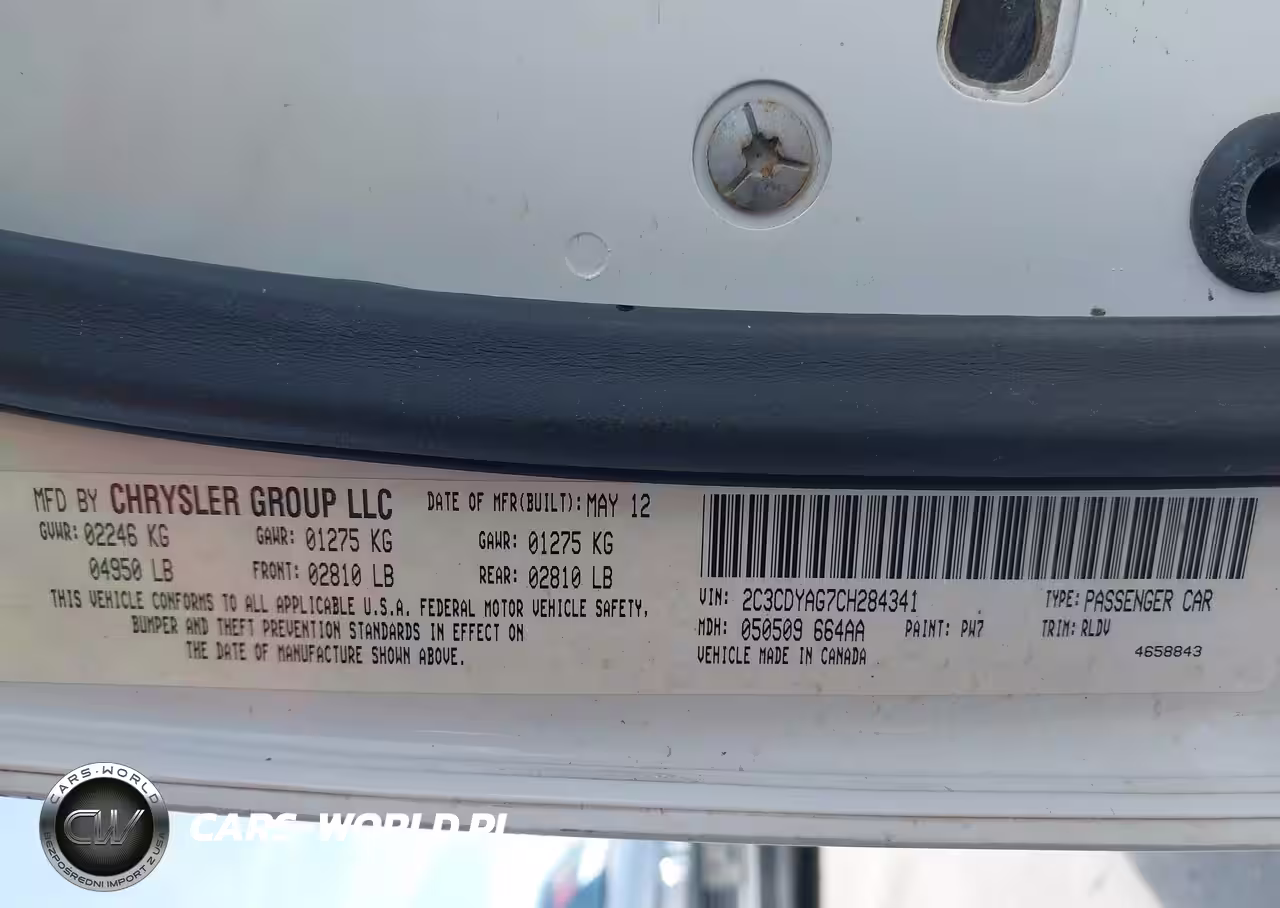 MFD BY CHRYSLER GROUP LLC DATE OF MFR(BUILT): MAY 12
GVWR: 02246 KG GAWR: 01275 KG GAWR: 01275 KG
04950 LB FRONT: 02810 LB REAR: 02810 LB
THIS VEHICLE CONFORMS TO ALL APPLICABLE U.S.A. FEDERAL MOTOR VEHICLE SAFETY,
BUMPER AND THEFT PREVENTION STANDARDS IN EFFECT ON
THE DATE OF MANUFACTURE SHOWN ABOVE.
VIN: 2C3CDYAG7CH284341 TYPE: PASSENGER CAR
MDH: 050509 664AA PAINT: PW7 TRIM: RLDV
VEHICLE MADE IN CANADA 4658843
CARS-WORLD
CW
BEZPOŚREDNI IMPORT Z USA
CARS-WORLD.PL